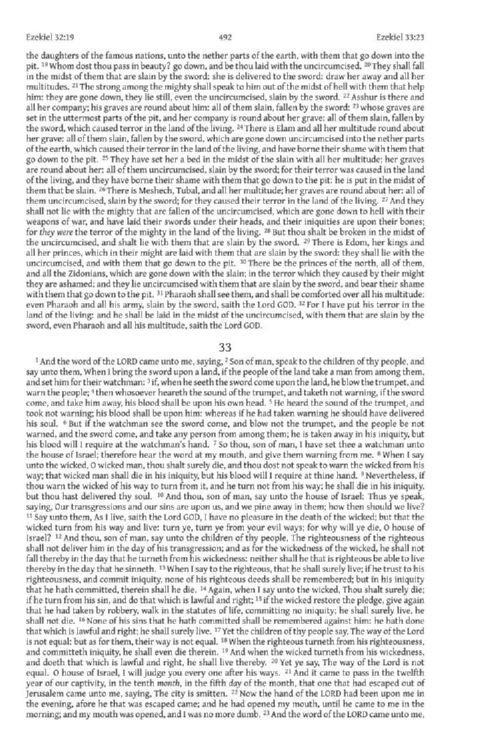 Ezekiel 32:19 492 Ezekiel 33:23
the daughters of the famous nations, unto the nether parts of the earth, with them that go down into the
pit. 19 Whom dost thou pass in beauty? go down, and be thou laid with the uncircumcised. 20 They shall fall
in the midst of them that are slain by the sword: she is delivered to the sword: draw her away and all her
multitudes. 21 The strong among the mighty shall speak to him out of the midst of hell with them that help
him: they are gone down, they lie still, even the uncircumcised, slain by the sword. 22 Asshur is there and
all her company; his graves are round about him: all of them slain, fallen by the sword: 23 whose graves are
set in the uttermost parts of the pit, and her company is round about her grave: all of them slain, fallen by
the sword, which caused terror in the land of the living. 24 There is Elam and all her multitude round about
her grave: all of them slain, fallen by the sword, which are gone down uncircumcised into the nether parts
of the earth, which caused their terror in the land of the living, and have borne their shame with them that
go down to the pit. 25 They have set her a bed in the midst of the slain with all her multitude; her graves
are round about her: all of them uncircumcised, slain by the sword; for their terror was caused in the land
of the living, and they have borne their shame with them that go down to the pit: he is put in the midst of
them that be slain. 26 There is Meshech, Tubal, and all her multitude; her graves are round about her: all of
them uncircumcised, slain by the sword; for they caused their terror in the land of the living. 27 And they
shall not lie with the mighty that are fallen of the uncircumcised, which are gone down to hell with their
weapons of war, and have laid their swords under their heads, and their iniquities are upon their bones;
for they were the terror of the mighty in the land of the living. 28 But thou shalt be broken in the midst of
the uncircumcised, and shalt lie with them that are slain by the sword. 29 There is Edom, her kings and
all her princes, which in their might are laid with them that are slain by the sword: they shall lie with the
uncircumcised, and with them that go down to the pit. 30 There be the princes of the north, all of them,
and all the Zidonians, which are gone down with the slain; in the terror which they caused by their might
they are ashamed; and they lie uncircumcised with them that are slain by the sword, and bear their shame
with them that go down to the pit. 31 Pharaoh shall see them, and shall be comforted over all his multitude:
even Pharaoh and all his army, slain by the sword, saith the Lord GOD. 32 For I have put his terror in the
land of the living: and he shall be laid in the midst of the uncircumcised, with them that are slain by the
sword, even Pharaoh and all his multitude, saith the Lord GOD.
33
1 And the word of the LORD came unto me, saying, 2 Son of man, speak to the children of thy people, and
say unto them, When I bring the sword upon a land, if the people of the land take a man from among them,
and set him for their watchman: 3 if, when he seeth the sword come upon the land, he blow the trumpet, and
warn the people; 4 then whosoever heareth the sound of the trumpet, and taketh not warning, if the sword
come, and take him away, his blood shall be upon his own head. 5 He heard the sound of the trumpet, and
took not warning; his blood shall be upon him: whereas if he had taken warning he should have delivered
his soul. 6 But if the watchman see the sword come, and blow not the trumpet, and the people be not
warned, and the sword come, and take any person from among them; he is taken away in his iniquity, but
his blood will I require at the watchman's hand. 7 So thou, son of man, I have set thee a watchman unto
the house of Israel; therefore hear the word at my mouth, and give them warning from me. 8 When I say
unto the wicked, O wicked man, thou shalt surely die, and thou dost not speak to warn the wicked from his
way; that wicked man shall die in his iniquity, but his blood will I require at thine hand. 9 Nevertheless, if
thou warn the wicked of his way to turn from it, and he turn not from his way; he shall die in his iniquity,
but thou hast delivered thy soul. 10 And thou, son of man, say unto the house of Israel: Thus ye speak,
saying, Our transgressions and our sins are upon us, and we pine away in them; how then should we live?
11 Say unto them, As I live, saith the Lord GOD, I have no pleasure in the death of the wicked; but that the
wicked turn from his way and live: turn ye, turn ye from your evil ways; for why will ye die, O house of
Israel? 12 And thou, son of man, say unto the children of thy people, The righteousness of the righteous
shall not deliver him in the day of his transgression; and as for the wickedness of the wicked, he shall not
fall thereby in the day that he turneth from his wickedness: neither shall he that is righteous be able to live
thereby in the day that he sinneth. 13 When I say to the righteous, that he shall surely live; if he trust to his
righteousness, and commit iniquity, none of his righteous deeds shall be remembered; but in his iniquity
that he hath committed, therein shall he die. 14 Again, when I say unto the wicked, Thou shalt surely die;
if he turn from his sin, and do that which is lawful and right; 15 if the wicked restore the pledge, give again
that he had taken by robbery, walk in the statutes of life, committing no iniquity; he shall surely live, he
shall not die. 16 None of his sins that he hath committed shall be remembered against him: he hath done
that which is lawful and right; he shall surely live. 17 Yet the children of thy people say, The way of the Lord
is not equal: but as for them, their way is not equal. 18 When the righteous turneth from his righteousness,
and committeth iniquity, he shall even die therein. 19 And when the wicked turneth from his wickedness,
and doeth that which is lawful and right, he shall live thereby. 20 Yet ye say, The way of the Lord is not
equal. O house of Israel, I will judge you every one after his ways. 21 And it came to pass in the twelfth
year of our captivity, in the tenth month, in the fifth day of the month, that one that had escaped out of
Jerusalem came unto me, saying, The city is smitten. 22 Now the hand of the LORD had been upon me in
the evening, afore he that was escaped came; and he had opened my mouth, until he came to me in the
morning; and my mouth was opened, and I was no more dumb. 23 And the word of the LORD came unto me,